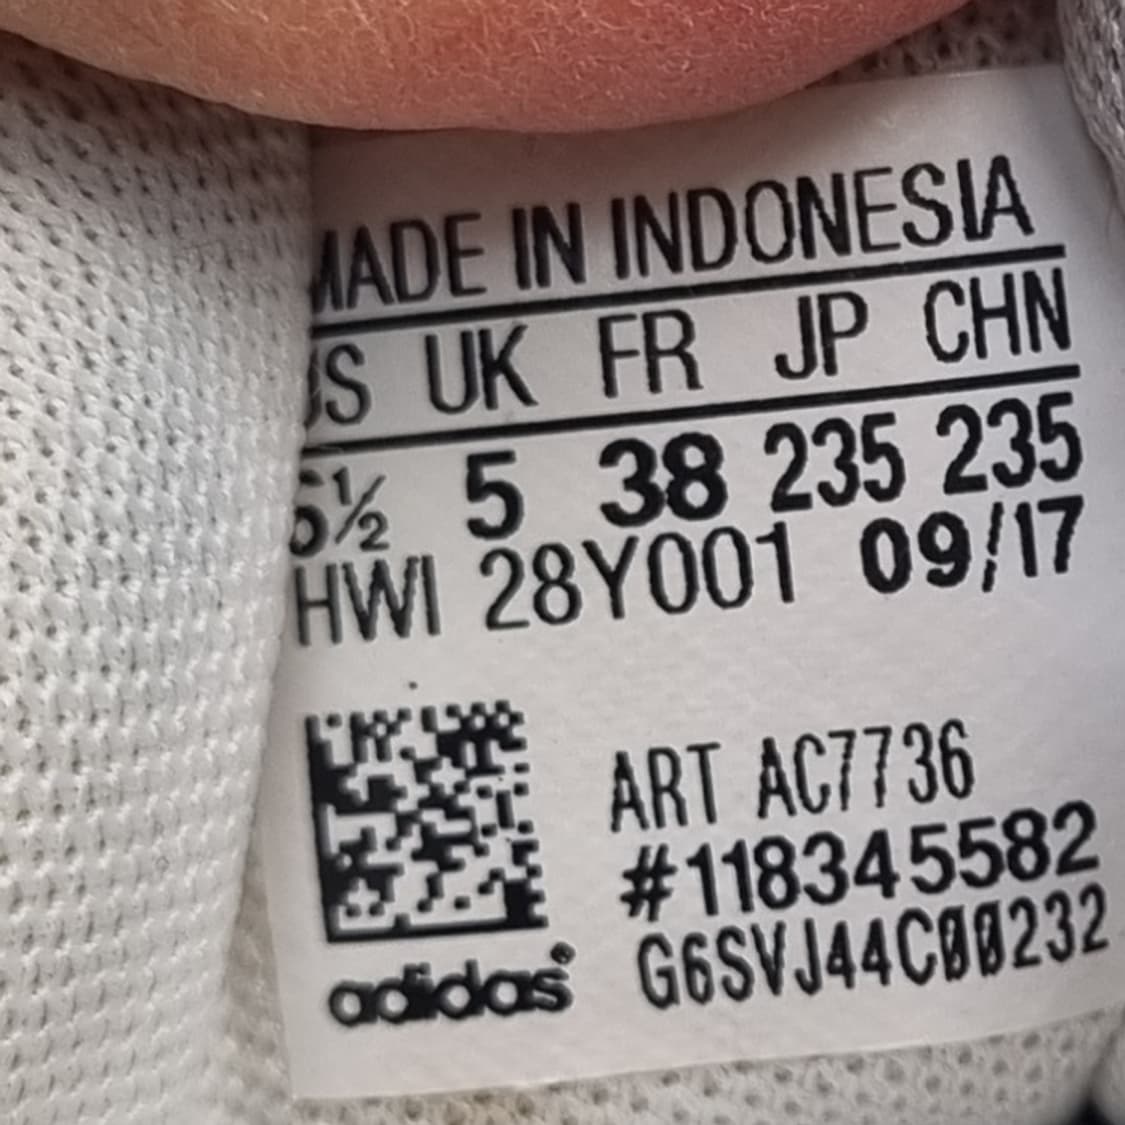 MADE IN INDONESIA
US UK FR JP CHN
6½ 5 38 235 235
HWI 28Y001 09/17
ART AC7736
#118345582
G6SVJ44C00232
adidas®